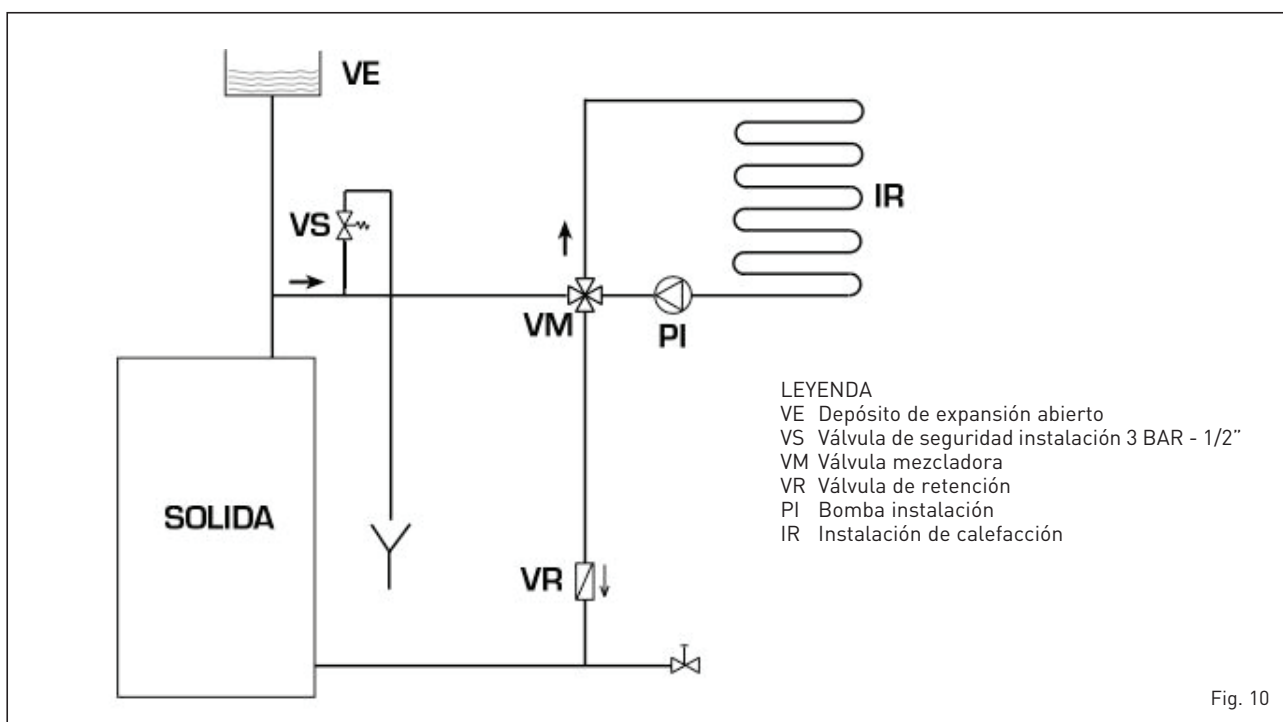 VE
VS
IR
VM
PI
SOLIDA
VR
LEYENDA
VE Depósito de expansión abierto
VS Válvula de seguridad instalación 3 BAR - 1/2”
VM Válvula mezcladora
VR Válvula de retención
PI Bomba instalación
IR Instalación de calefacción
Fig. 10